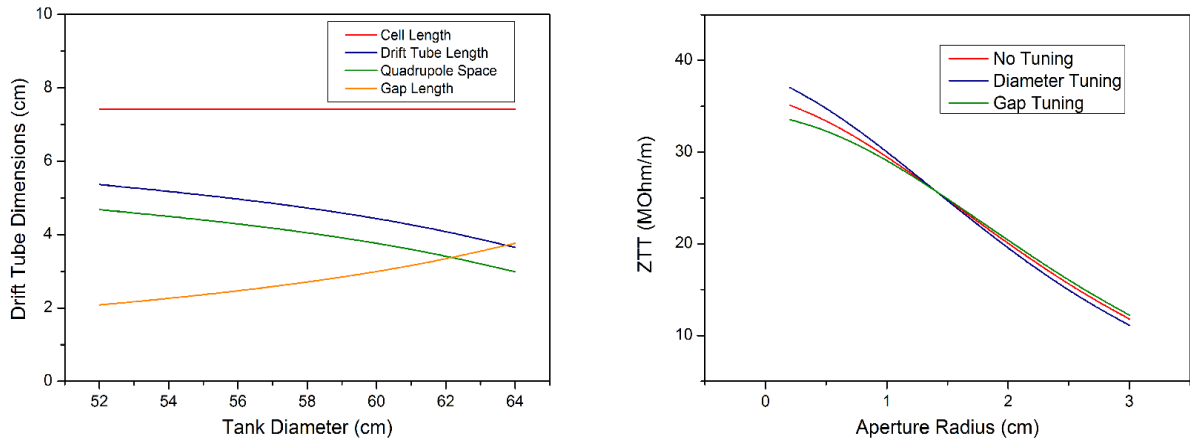 10
8
6
4
2
0
Drift Tube Dimensions (cm)
Cell Length
Drift Tube Length
Quadrupole Space
Gap Length
52 54 56 58 60 62 64
Tank Diameter (cm)
40
30
20
10
ZTT (MOhm/m)
No Tuning
Diameter Tuning
Gap Tuning
0 1 2 3
Aperture Radius (cm)